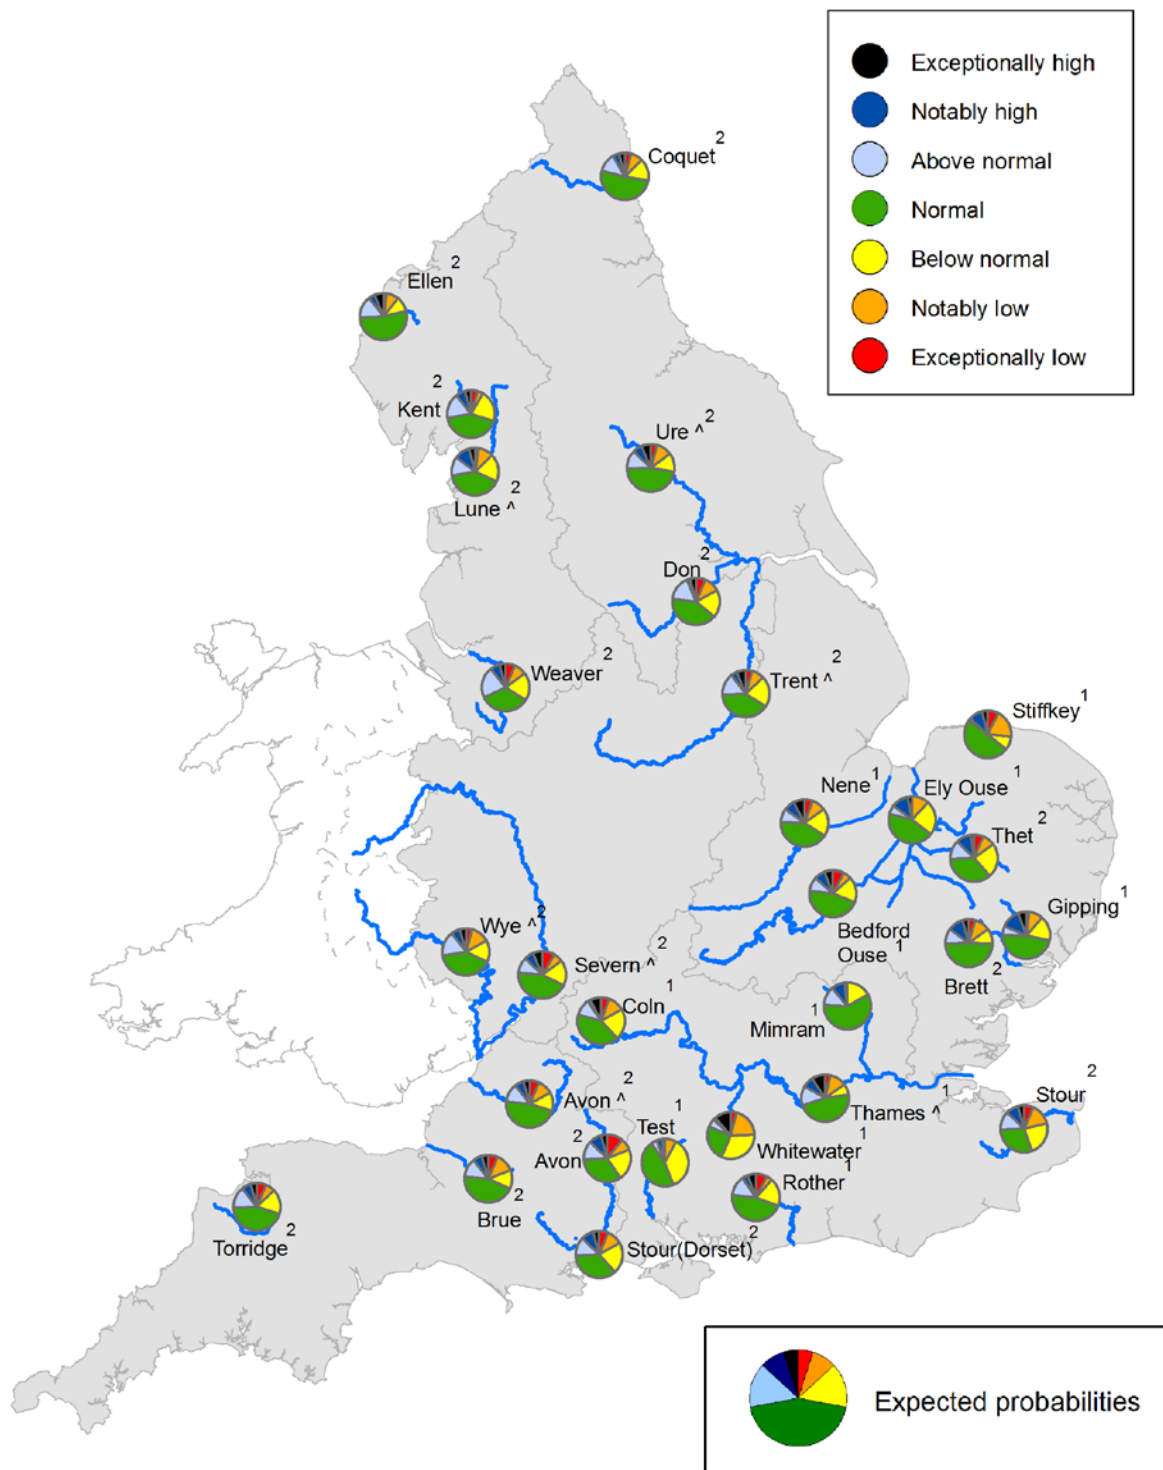 Exceptionally high
Notably high
Above normal
Normal
Below normal
Notably low
Exceptionally low
Coquet 2
Ellen 2
2
Kent
Ure ^ 2
Lune ^ 2
Don 2
Weaver 2
Trent ^ 2
Stiffkey 1
Nene 1
Ely Ouse 1
Thet 2
Gipping 1
Bedford
Ouse 1
Brett 2
Wye ^ 2
Severn ^ 2
Coln 1
Mimram 1
Avon ^ 2
Test 1
Thames ^ 1
Stour 2
Avon 2
Whitewater 1
Rother 1
Brue 2
Torridge 2
Stour(Dorset) 2
Expected probabilities